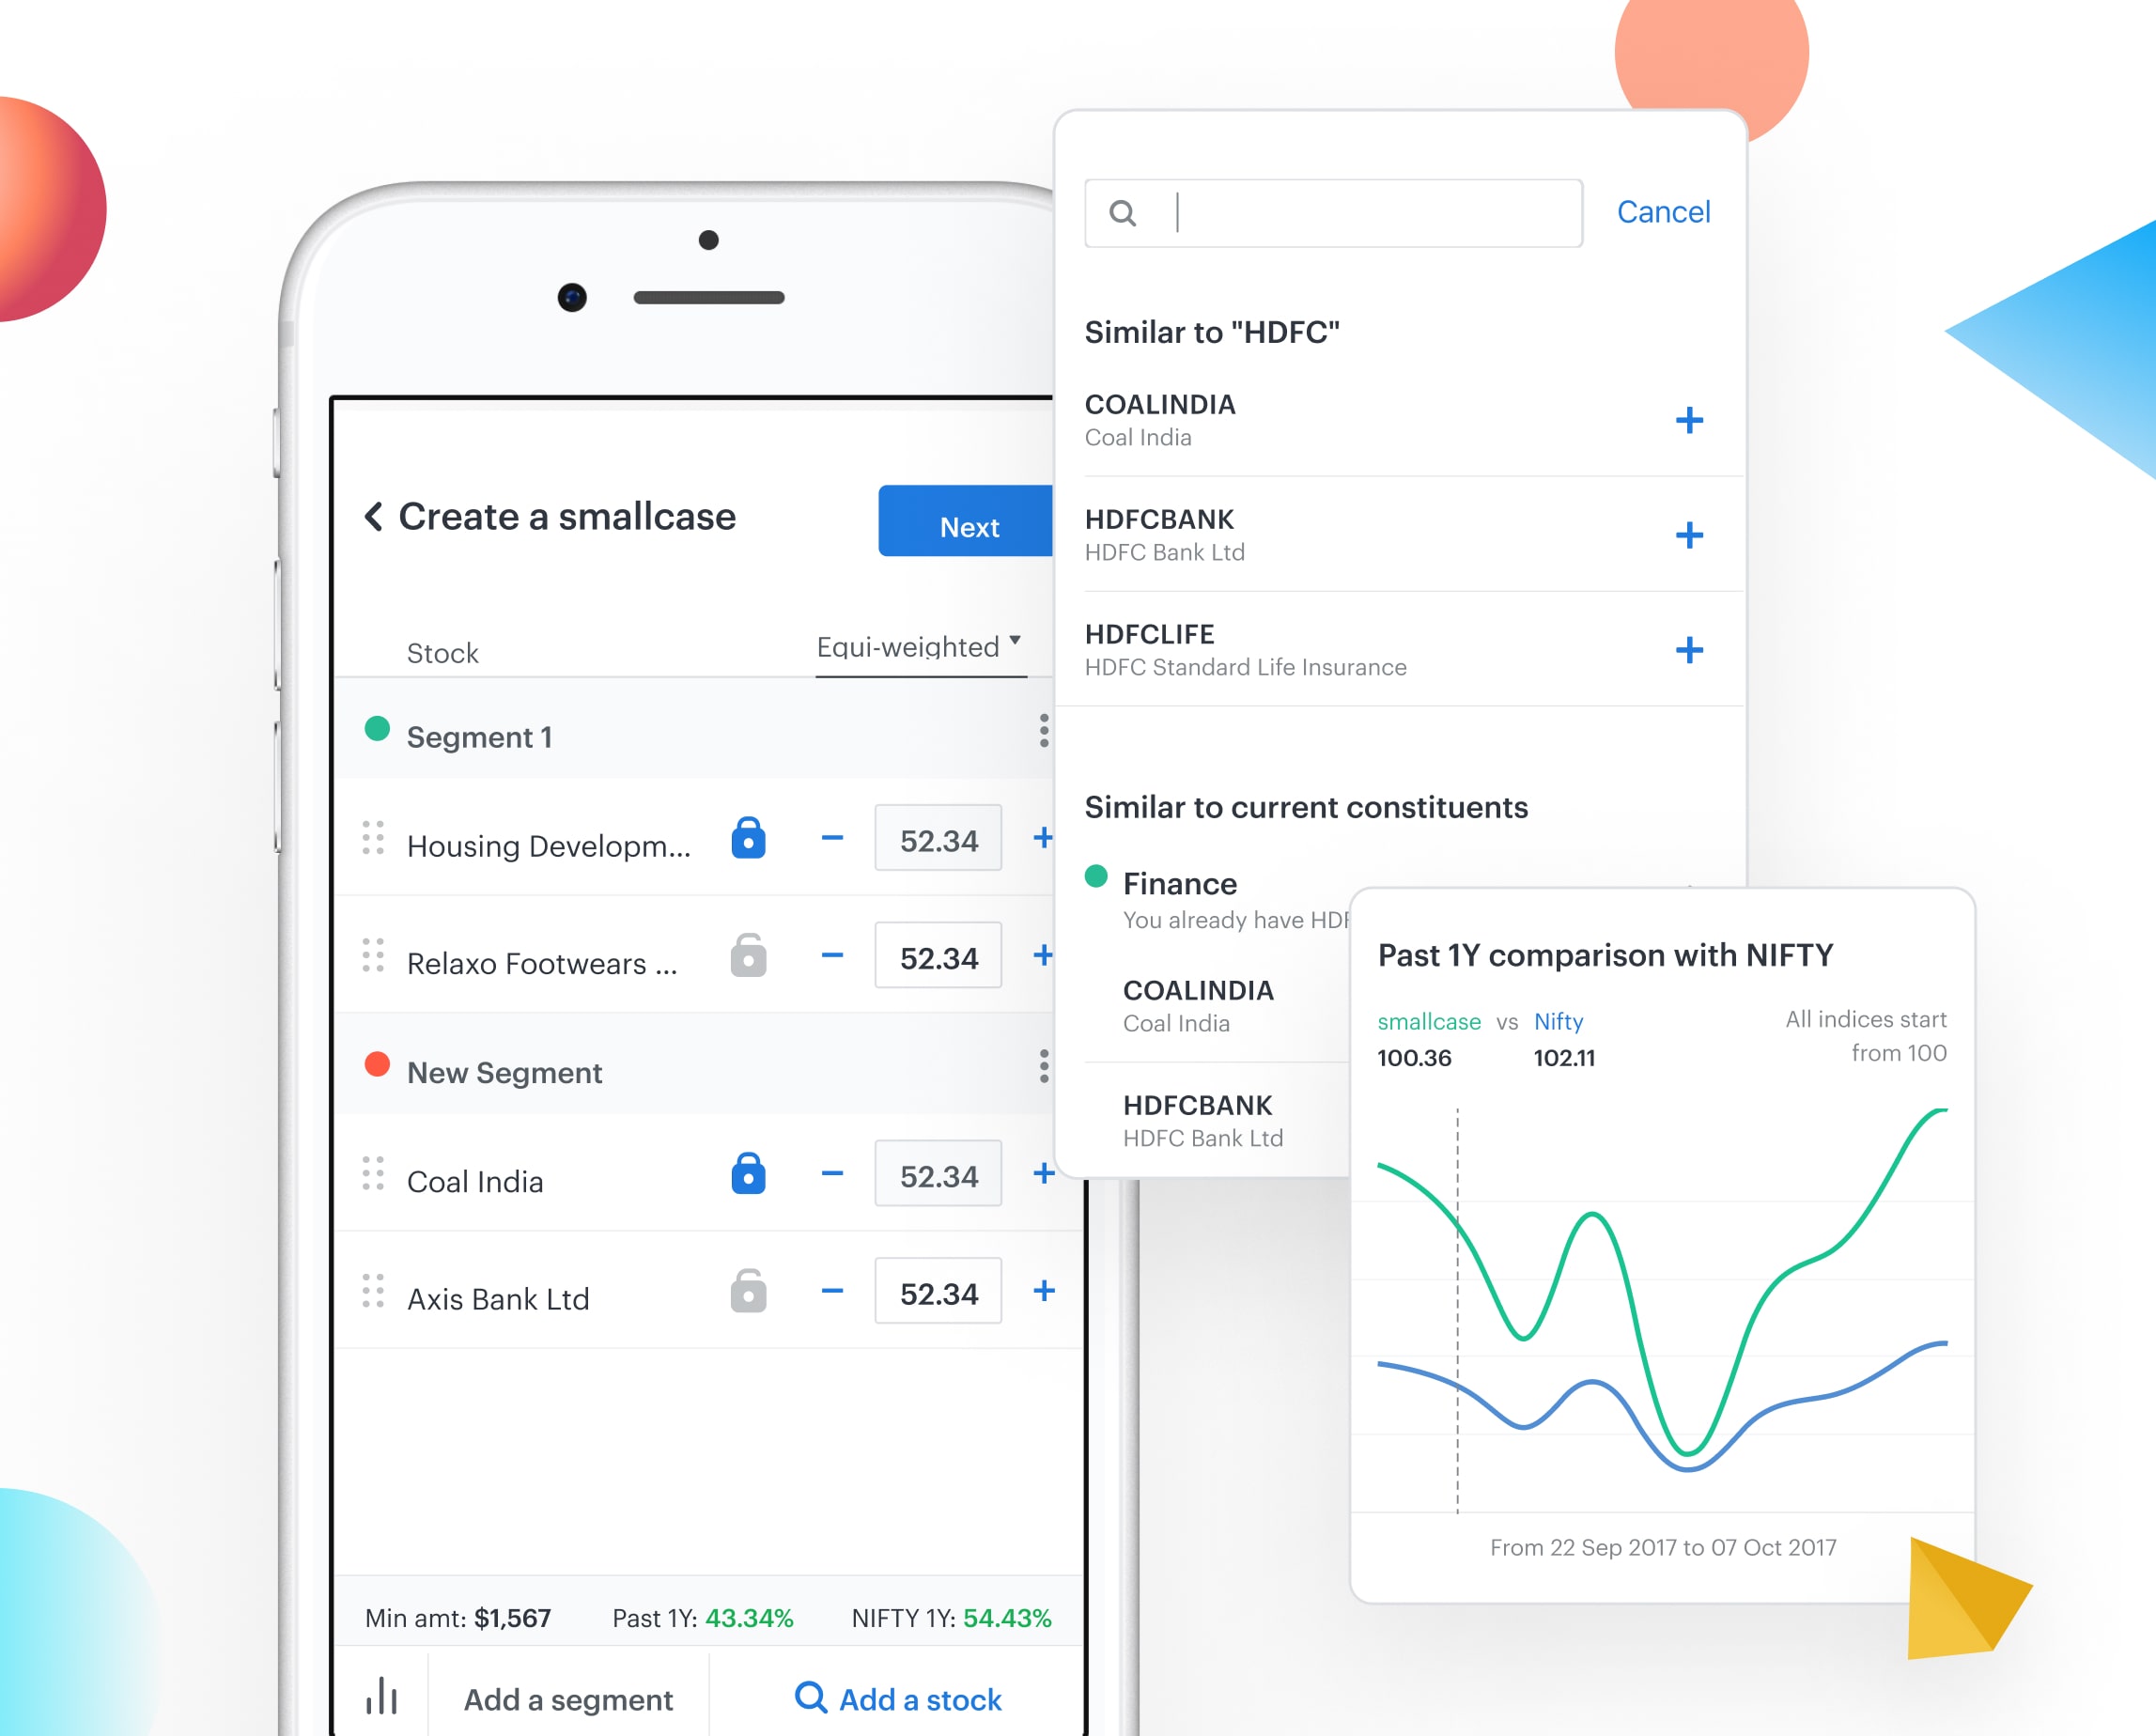 Create a smallcase
Next
Stock
Equi-weighted
Segment 1
Housing Developm...
52.34
Relaxo Footwears ...
52.34
New Segment
Coal India
52.34
Axis Bank Ltd
52.34
Min amt: $1,567 Past 1Y: 43.34% NIFTY 1Y: 54.43%
Add a segment
Add a stock
Cancel
Similar to "HDFC"
COALINDIA
Coal India
HDFCBANK
HDFC Bank Ltd
HDFCLIFE
HDFC Standard Life Insurance
Similar to current constituents
Finance
You already have
COALINDIA
Coal India
HDFCBANK
HDFC Bank Ltd
Past 1Y comparison with NIFTY
smallcase vs Nifty
100.36 102.11
All indices start
from 100
From 22 Sep 2017 to 07 Oct 2017